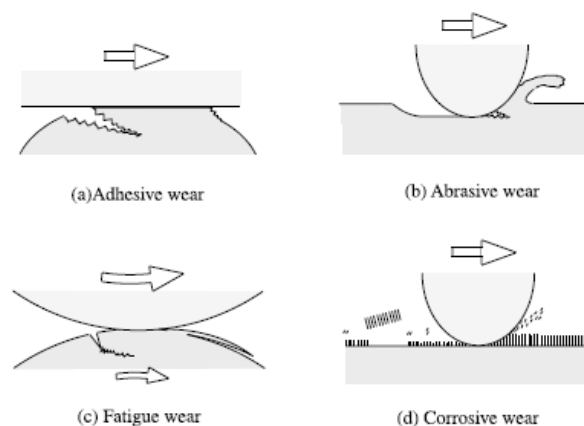 (a)Adhesive wear
(b) Abrasive wear
(c) Fatigue wear
(d) Corrosive wear